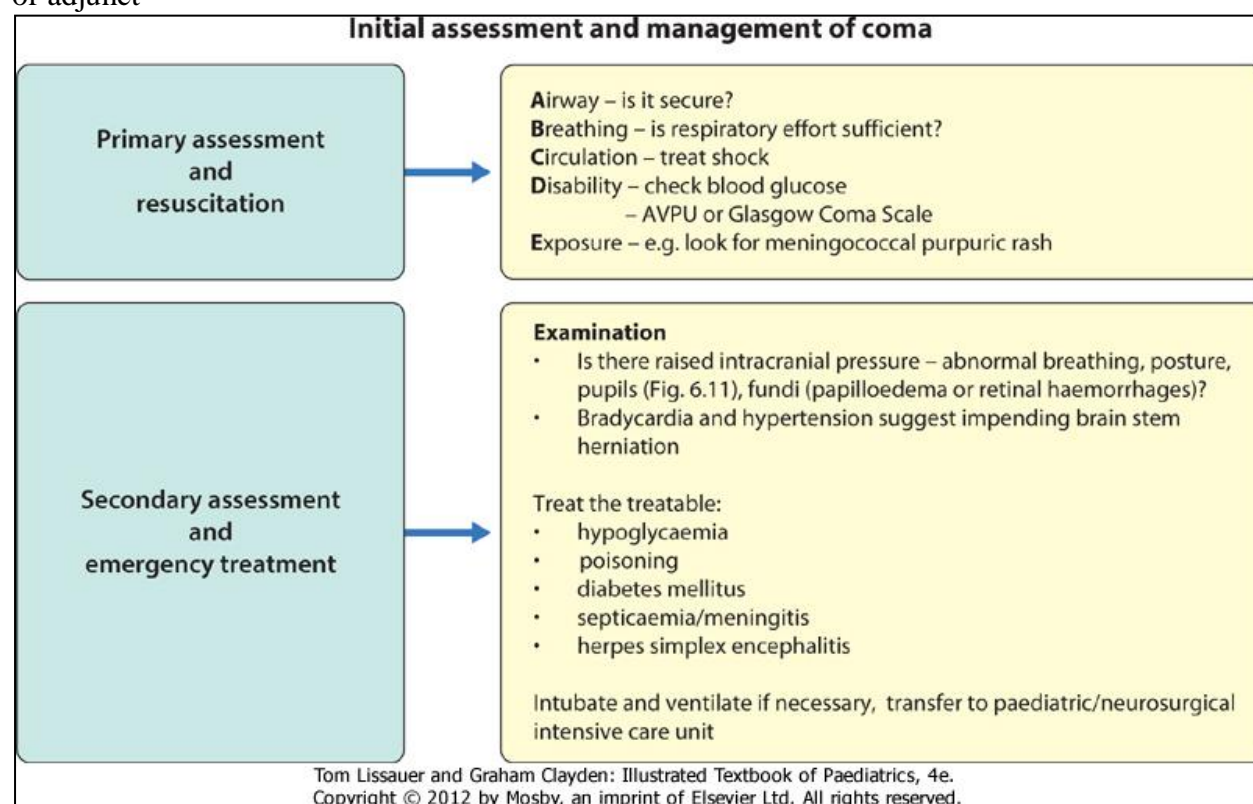 or adjunct
Initial assessment and management of coma
Primary assessment
and
resuscitation
Airway – is it secure?
Breathing – is respiratory effort sufficient?
Circulation – treat shock
Disability – check blood glucose
– AVPU or Glasgow Coma Scale
Exposure – e.g. look for meningococcal purpuric rash
Secondary assessment
and
emergency treatment
Examination
• Is there raised intracranial pressure – abnormal breathing, posture,
pupils (Fig. 6.11), fundi (papilloedema or retinal haemorrhages)?
• Bradycardia and hypertension suggest impending brain stem
herniation
Treat the treatable:
• hypoglycaemia
• poisoning
• diabetes mellitus
• septicaemia/meningitis
• herpes simplex encephalitis
Intubate and ventilate if necessary, transfer to paediatric/neurosurgical
intensive care unit
Tom Lissauer and Graham Clayden: Illustrated Textbook of Paediatrics, 4e.
Copyright © 2012 by Mosby, an imprint of Elsevier Ltd. All rights reserved.